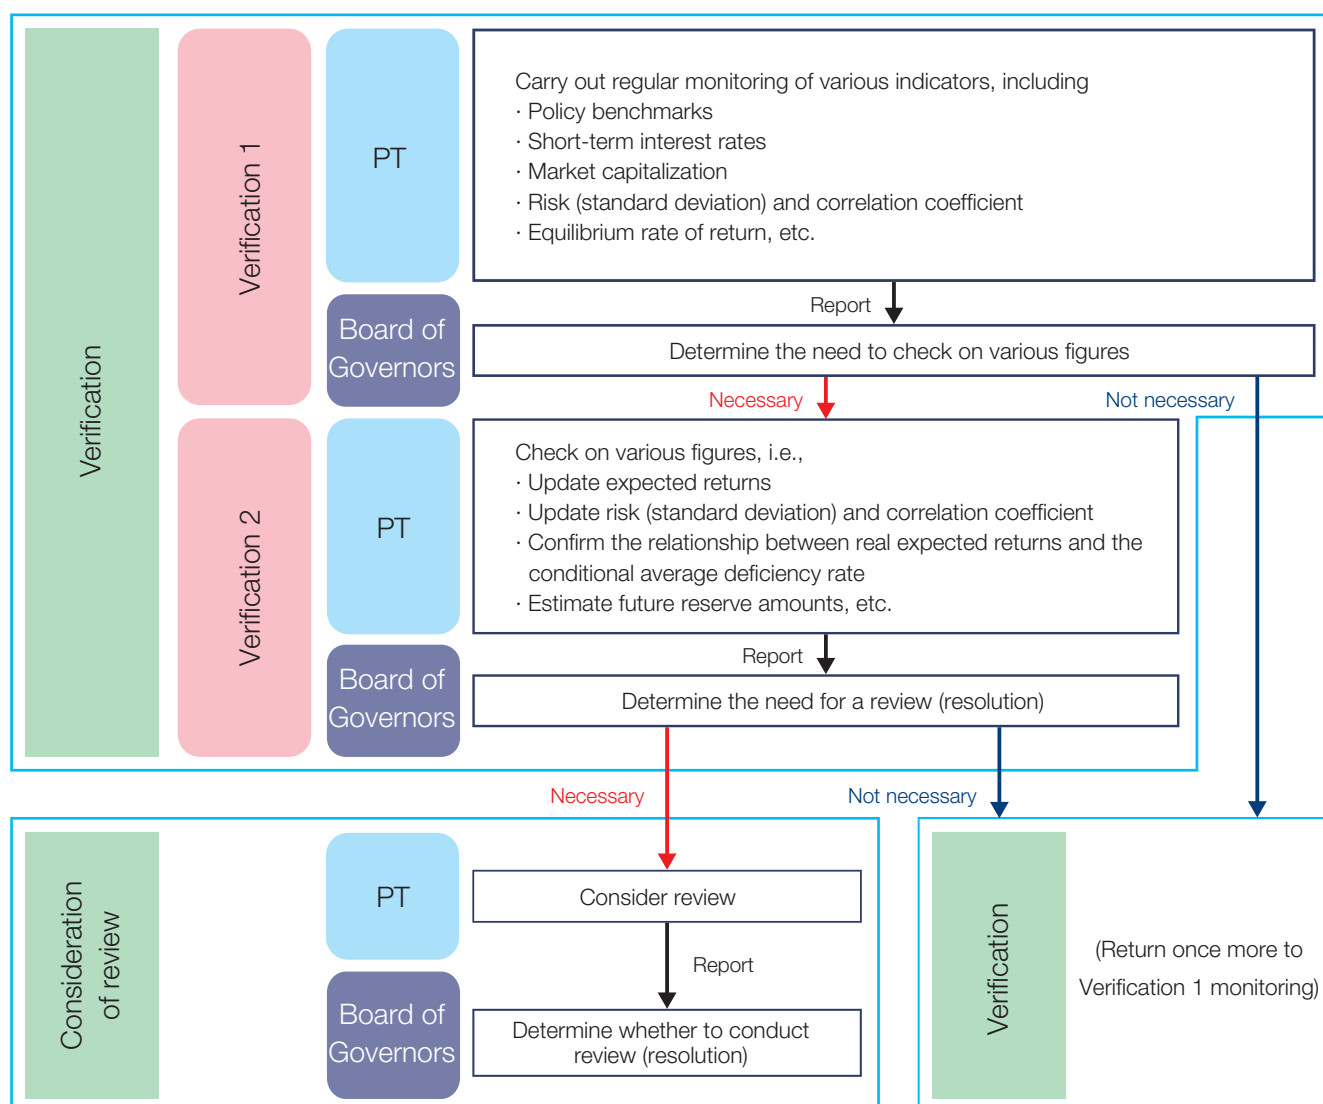 Verification
Verification 1
PT
Carry out regular monitoring of various indicators, including
· Policy benchmarks
· Short-term interest rates
· Market capitalization
· Risk (standard deviation) and correlation coefficient
· Equilibrium rate of return, etc.
Report
Board of
Governors
Determine the need to check on various figures
Necessary
Not necessary
Verification 2
PT
Check on various figures, i.e.,
· Update expected returns
· Update risk (standard deviation) and correlation coefficient
· Confirm the relationship between real expected returns and the
conditional average deficiency rate
· Estimate future reserve amounts, etc.
Report
Board of
Governors
Determine the need for a review (resolution)
Necessary
Not necessary
Consideration
of review
PT
Consider review
Report
Board of
Governors
Determine whether to conduct
review (resolution)
Verification
(Return once more to
Verification 1 monitoring)